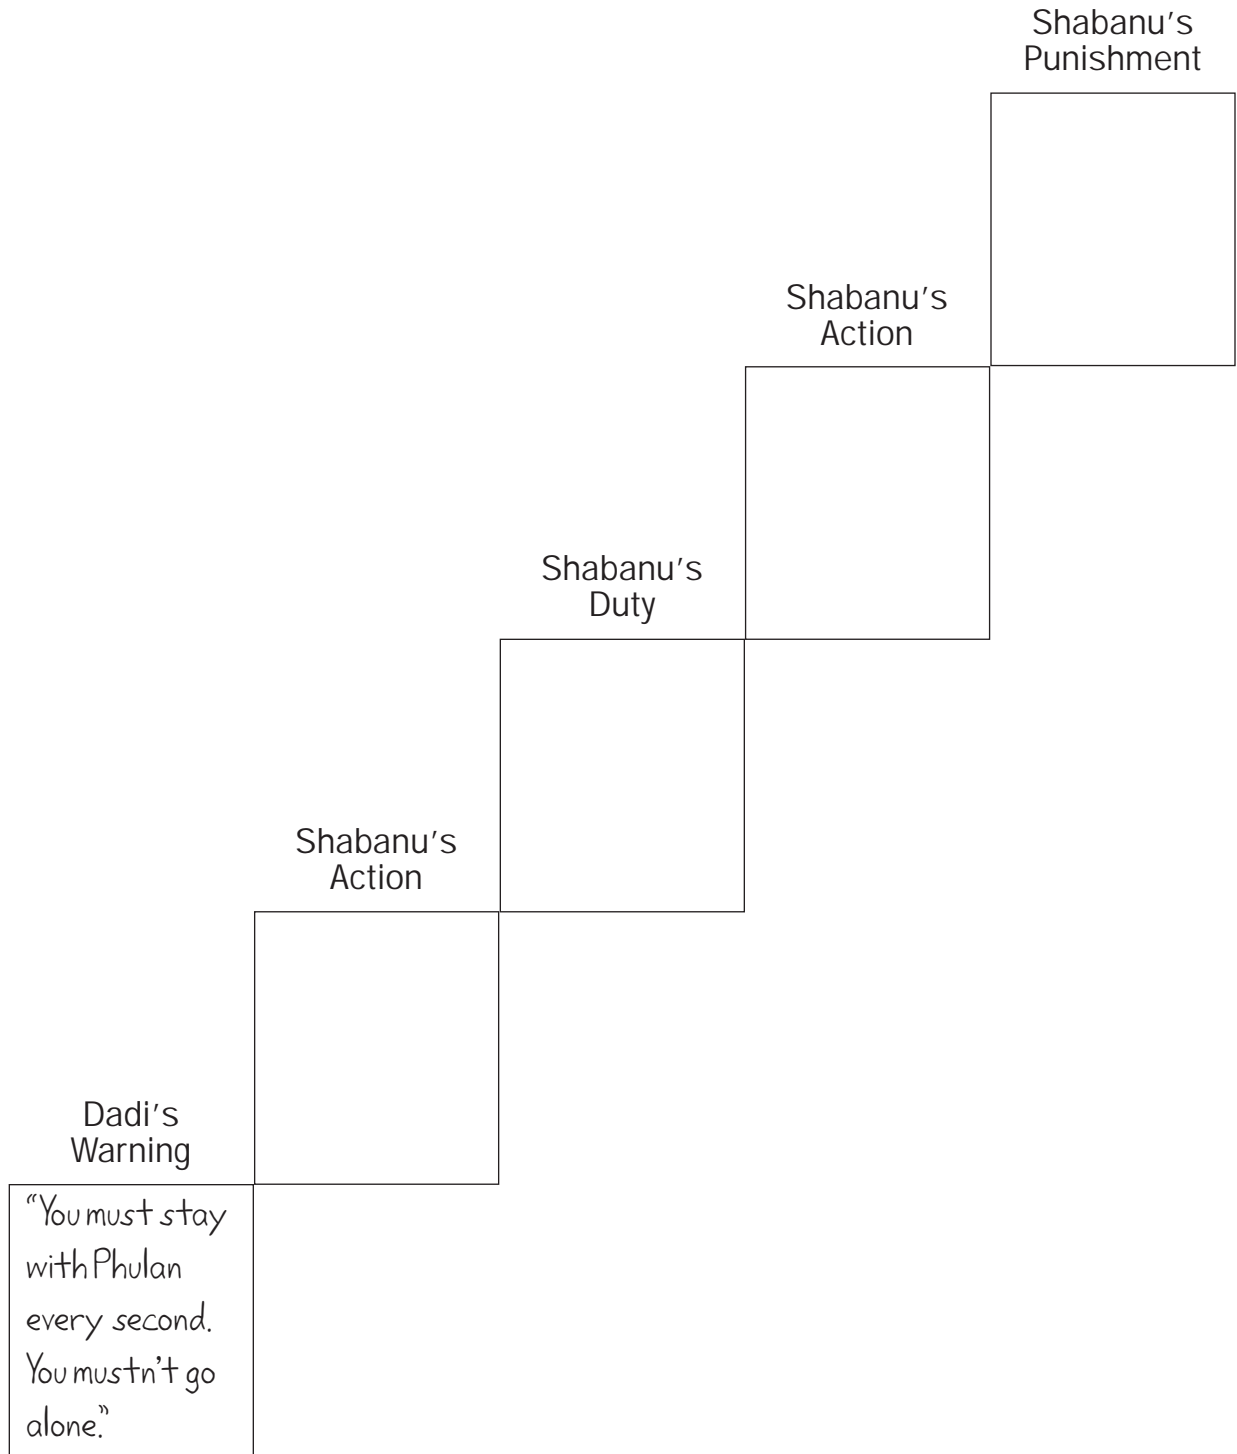 Shabanu's
Punishment
Shabanu's
Action
Shabanu's
Duty
Shabanu's
Action
Dadi's
Warning
“You must stay
with Phulan
every second.
You mustn't go
alone.”